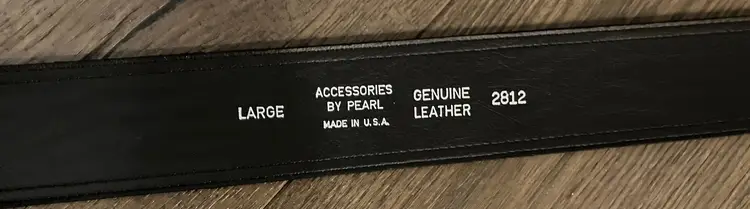 LARGE
ACCESSORIES
BY PEARL
MADE IN U.S.A.
GENUINE
LEATHER
2812